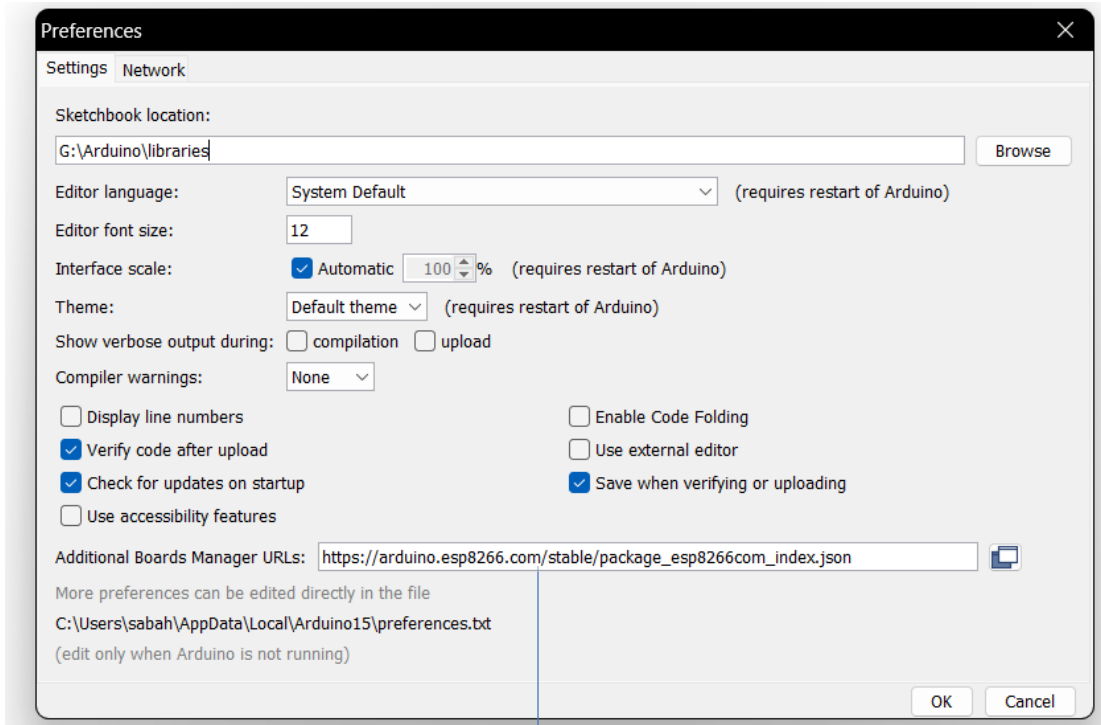 Preferences
Settings Network
Sketchbook location:
G:\Arduino\libraries Browse
Editor language: System Default (requires restart of Arduino)
Editor font size: 12
Interface scale: Automatic 100 % (requires restart of Arduino)
Theme: Default theme (requires restart of Arduino)
Show verbose output during: compilation upload
Compiler warnings: None
Display line numbers Enable Code Folding
Verify code after upload Use external editor
Check for updates on startup Save when verifying or uploading
Use accessibility features
Additional Boards Manager URLs: https://arduino.esp8266.com/stable/package_esp8266com_index.json
More preferences can be edited directly in the file
C:\Users\sabah\AppData\Local\Arduino15\preferences.txt
(edit only when Arduino is not running)
OK Cancel